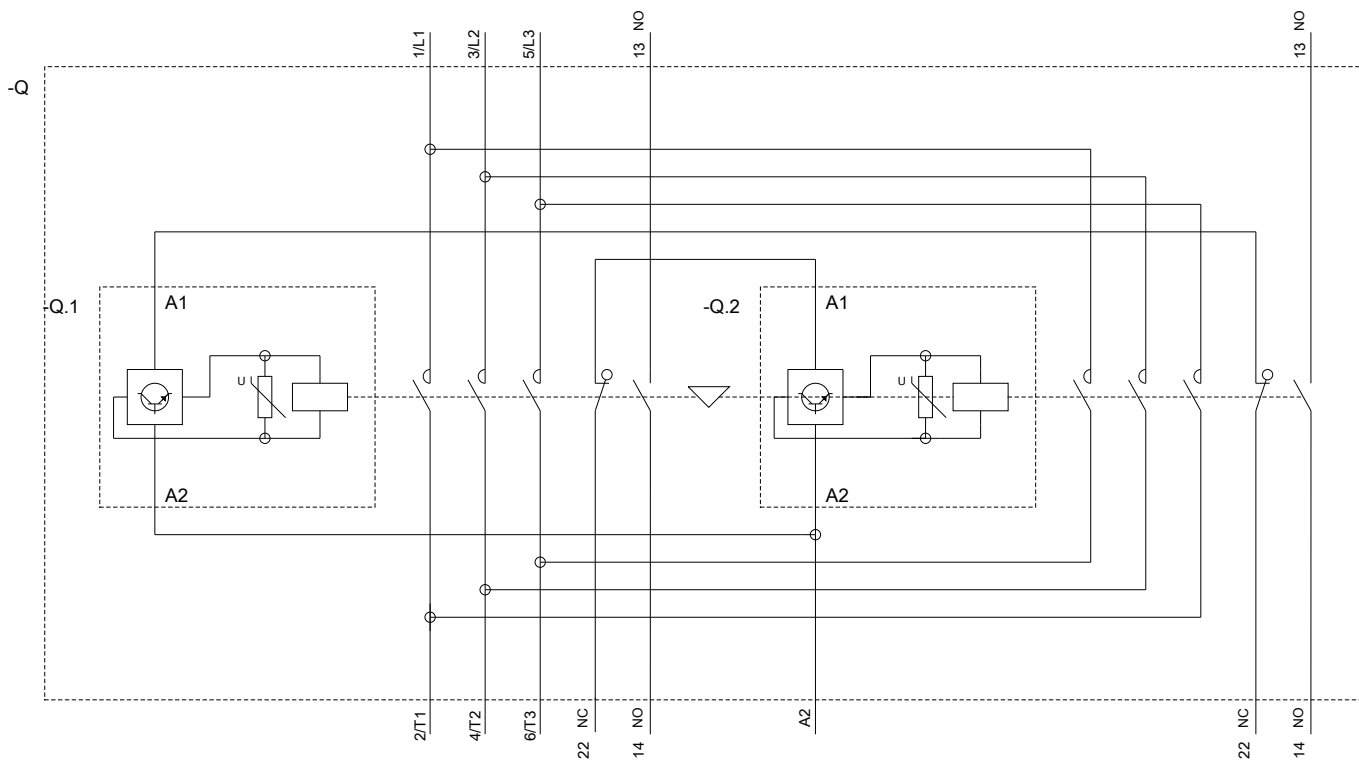 1/L1
3/L2
5/L3
13 NO
13 NO
-Q
-Q.1
A1
-Q.2
A1
U
U
A2
A2
2/T1
4/T2
6/T3
22 NC
14 NO
A2
22 NC
14 NO